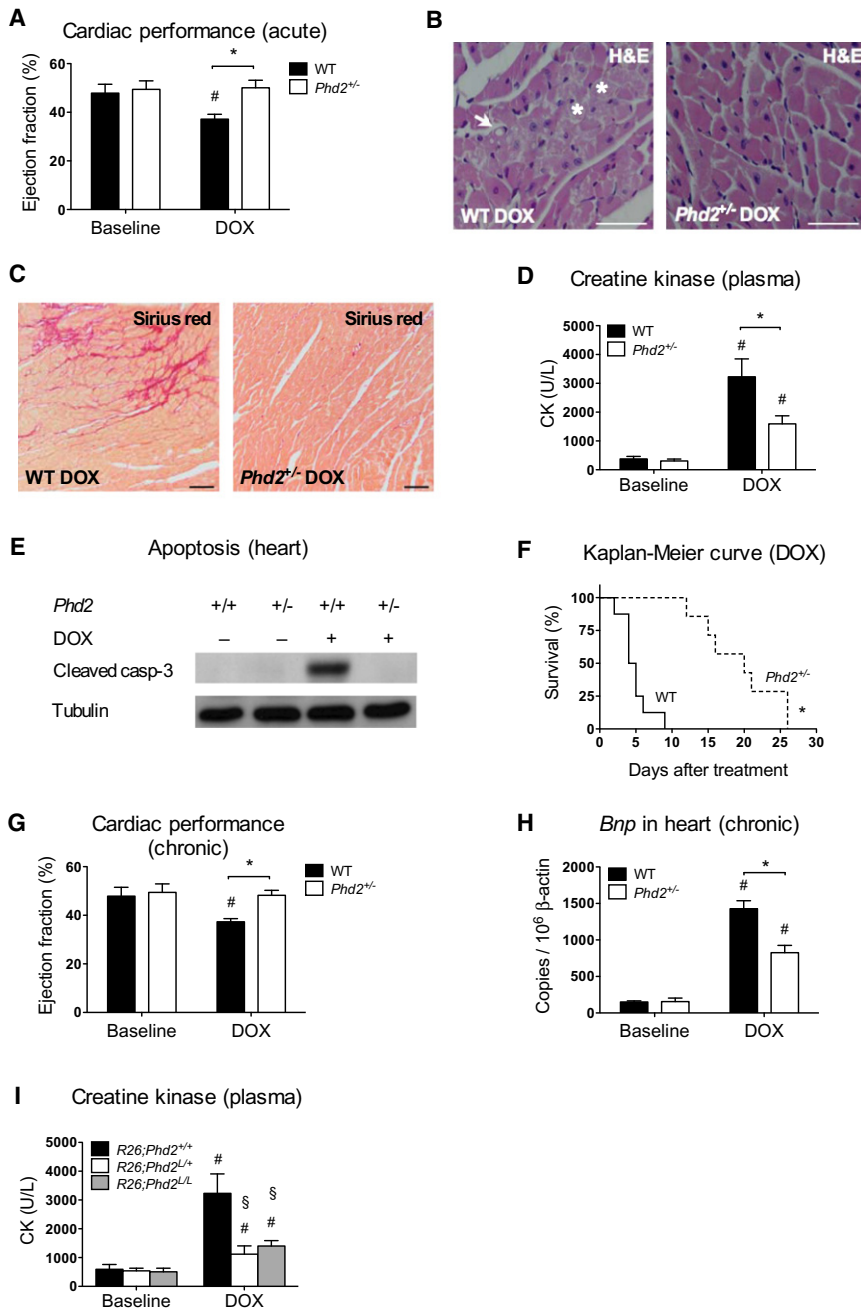 A
Cardiac performance (acute)
Ejection fraction (%)
60
40
20
0
*
#
WT
Phd2+/-
Baseline
DOX
B
H&E
WT DOX
H&E
Phd2+/- DOX
*
*
C
Sirius red
WT DOX
Sirius red
Phd2+/- DOX
D
Creatine kinase (plasma)
CK (U/L)
5000
4000
3000
2000
1000
0
WT
Phd2+/-
*
#
#
Baseline
DOX
E
Apoptosis (heart)
Phd2 +/+ +/- +/+ +/-
DOX – – + +
Cleaved casp-3
Tubulin
F
Kaplan-Meier curve (DOX)
Survival (%)
100
75
50
25
0
WT
Phd2+/-
*
0 5 10 15 20 25 30
Days after treatment
G
Cardiac performance
(chronic)
Ejection fraction (%)
60
40
20
0
*
#
WT
Phd2+/-
Baseline
DOX
H
Bnp in heart (chronic)
Copies / 10⁶ β-actin
2000
1500
1000
500
0
WT
Phd2+/-
*
#
#
Baseline
DOX
I
Creatine kinase (plasma)
CK (U/L)
5000
4000
3000
2000
1000
0
R26;Phd2+/+
R26;Phd2L/+
R26;Phd2L/L
#
§
#
§
#
Baseline
DOX